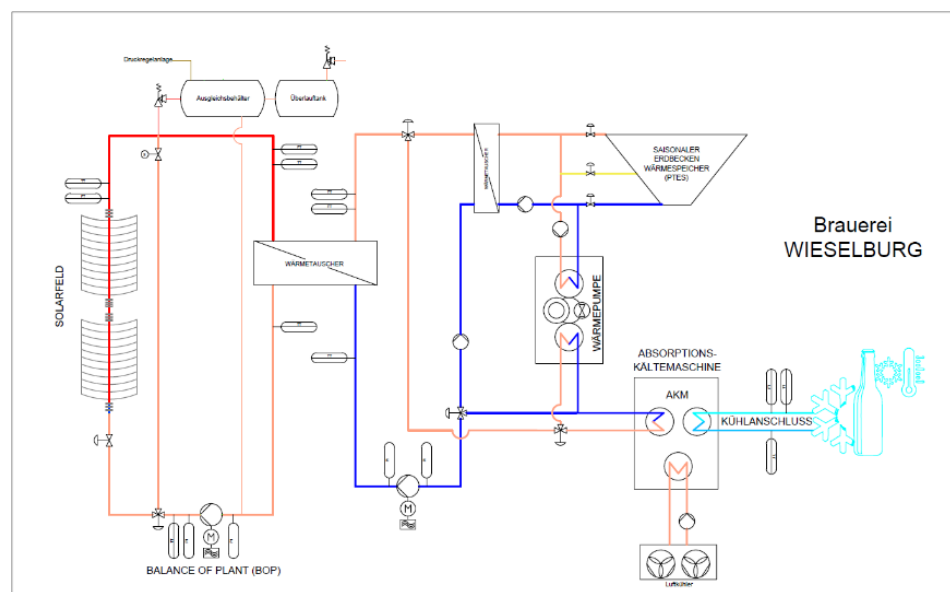 Druckregelanlage
Ausgleichsbehälter
Überlauftank
SOLARFELD
WÄRMETAUSCHER
WÄRMETAUSCHER
SAISONALER
ERDBECKEN
WÄRMESPEICHER
(PTES)
Brauerei
WIESELBURG
WÄRMEPUMPE
ABSORPTIONS-
KÄLTEMASCHINE
AKM
KÜHLANSCHLUSS
M
M
BALANCE OF PLANT (BOP)
Luftkühler